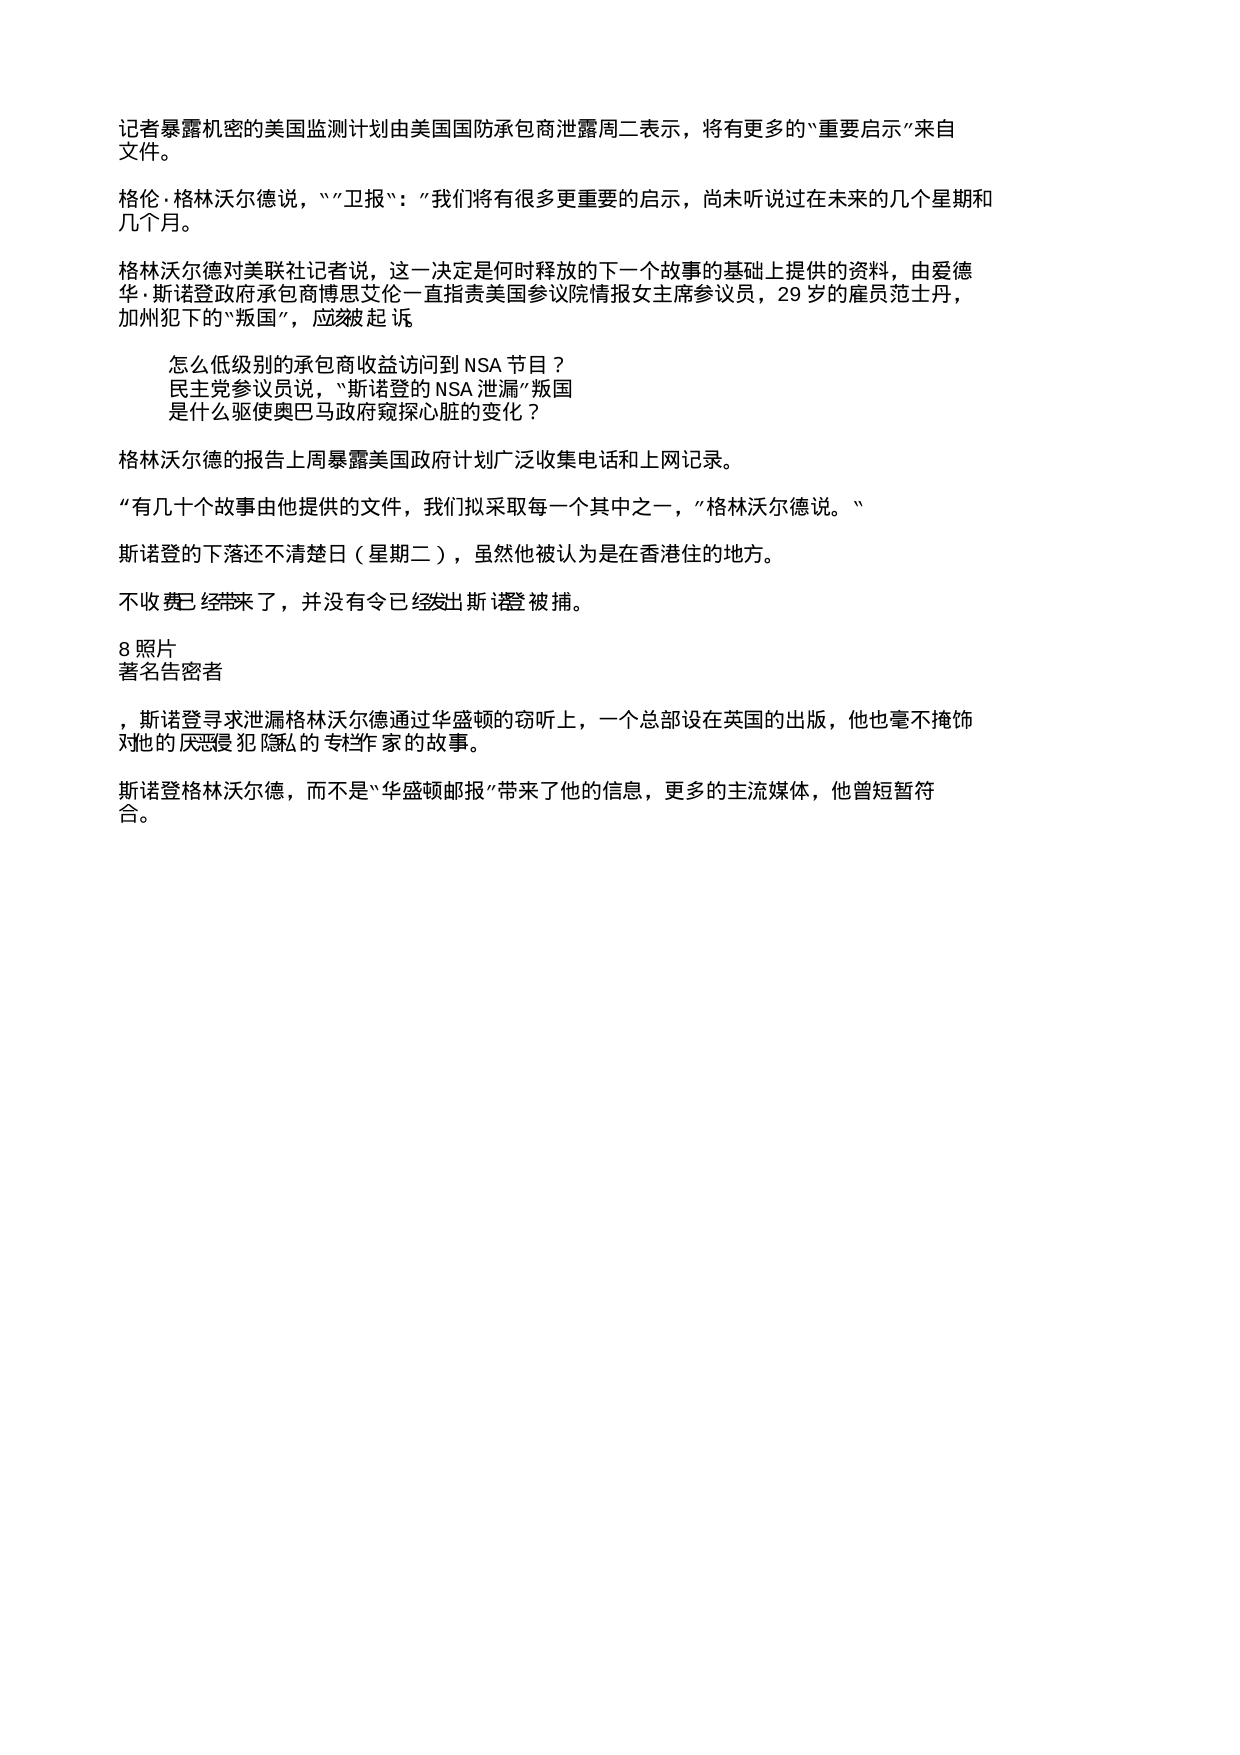 记者暴露机密的美国监测计划由美国国防承包商泄露周二表示，将有更多的“重要启示”来自
文件。
格伦·格林沃尔德说，“”卫报“：”我们将有很多更重要的启示，尚未听说过在未来的几个星期和
几个月。
格林沃尔德对美联社记者说，这一决定是何时释放的下一个故事的基础上提供的资料，由爱德
华·斯诺登政府承包商博思艾伦一直指责美国参议院情报女主席参议员，29 岁的雇员范士丹，
加州犯下的“叛国”，应该被起诉。
怎么低级别的承包商收益访问到 NSA 节目？
民主党参议员说，“斯诺登的 NSA 泄漏”叛国
是什么驱使奥巴马政府窥探心脏的变化？
格林沃尔德的报告上周暴露美国政府计划广泛收集电话和上网记录。
“有几十个故事由他提供的文件，我们拟采取每一个其中之一，”格林沃尔德说。“
斯诺登的下落还不清楚日（星期二），虽然他被认为是在香港住的地方。
不收费已经带来了，并没有令已经发出斯诺登被捕。
8 照片
著名告密者
，斯诺登寻求泄漏格林沃尔德通过华盛顿的窃听上，一个总部设在英国的出版，他也毫不掩饰
对他的厌恶侵犯隐私的专栏作家的故事。
斯诺登格林沃尔德，而不是“华盛顿邮报”带来了他的信息，更多的主流媒体，他曾短暂符
合。